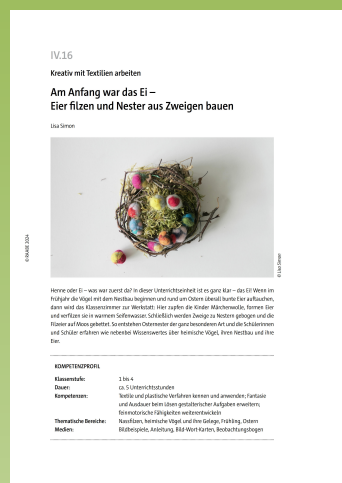 IV.16
Kreativ mit Textilien arbeiten
Am Anfang war das Ei –
Eier filzen und Nester aus Zweigen bauen
Lisa Simon
© RAABE 2024
© Lisa Simon
Henne oder Ei – was war zuerst da? In dieser Unterrichtseinheit ist es ganz klar – das Ei! Wenn im
Frühjahr die Vögel mit dem Nestbau beginnen und rund um Ostern überall bunte Eier auftauchen,
dann wird das Klassenzimmer zur Werkstatt: Hier zupfen die Kinder Märchenwolle, formen Eier
und verfilzen sie in warmem Seifenwasser. Schließlich werden Zweige zu Nestern gebogen und die
Filzeier auf Moos gebettet. So entstehen Osternester der ganz besonderen Art und die Schülerinnen
und Schüler erfahren wie nebenbei Wissenswertes über heimische Vögel, ihren Nestbau und ihre
Eier.
KOMPETENZPROFIL
Klassenstufe: 1 bis 4
Dauer: ca. 5 Unterrichtsstunden
Kompetenzen: Textile und plastische Verfahren kennen und anwenden; Fantasie
und Ausdauer beim Lösen gestalterischer Aufgaben erweitern,
feinmotorische Fähigkeiten weiterentwickeln
Thematische Bereiche: Nassfilzen, heimische Vögel und ihre Gelege, Frühling, Ostern
Medien: Bildbeispiele, Anleitung, Bild-Wort-Karten, Beobachtungsbogen